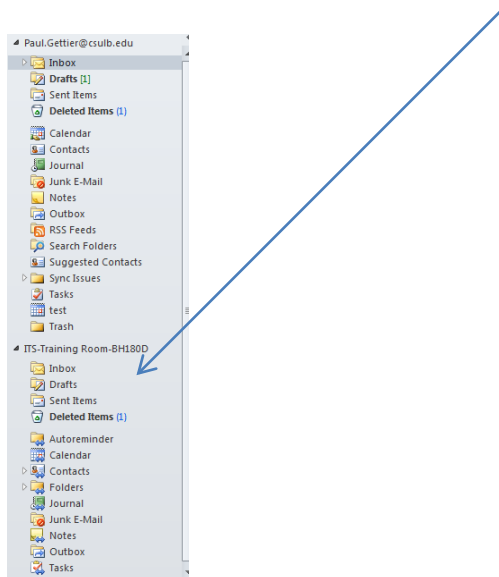 Paul.Gettier@csulb.edu
Inbox
Drafts [1]
Sent Items
Deleted Items (1)
Calendar
Contacts
Journal
Junk E-Mail
Notes
Outbox
RSS Feeds
Search Folders
Suggested Contacts
Sync Issues
Tasks
test
Trash
ITS-Training Room-BH180D
Inbox
Drafts
Sent Items
Deleted Items (1)
Autoreminder
Calendar
Contacts
Folders
Journal
Junk E-Mail
Notes
Outbox
Tasks